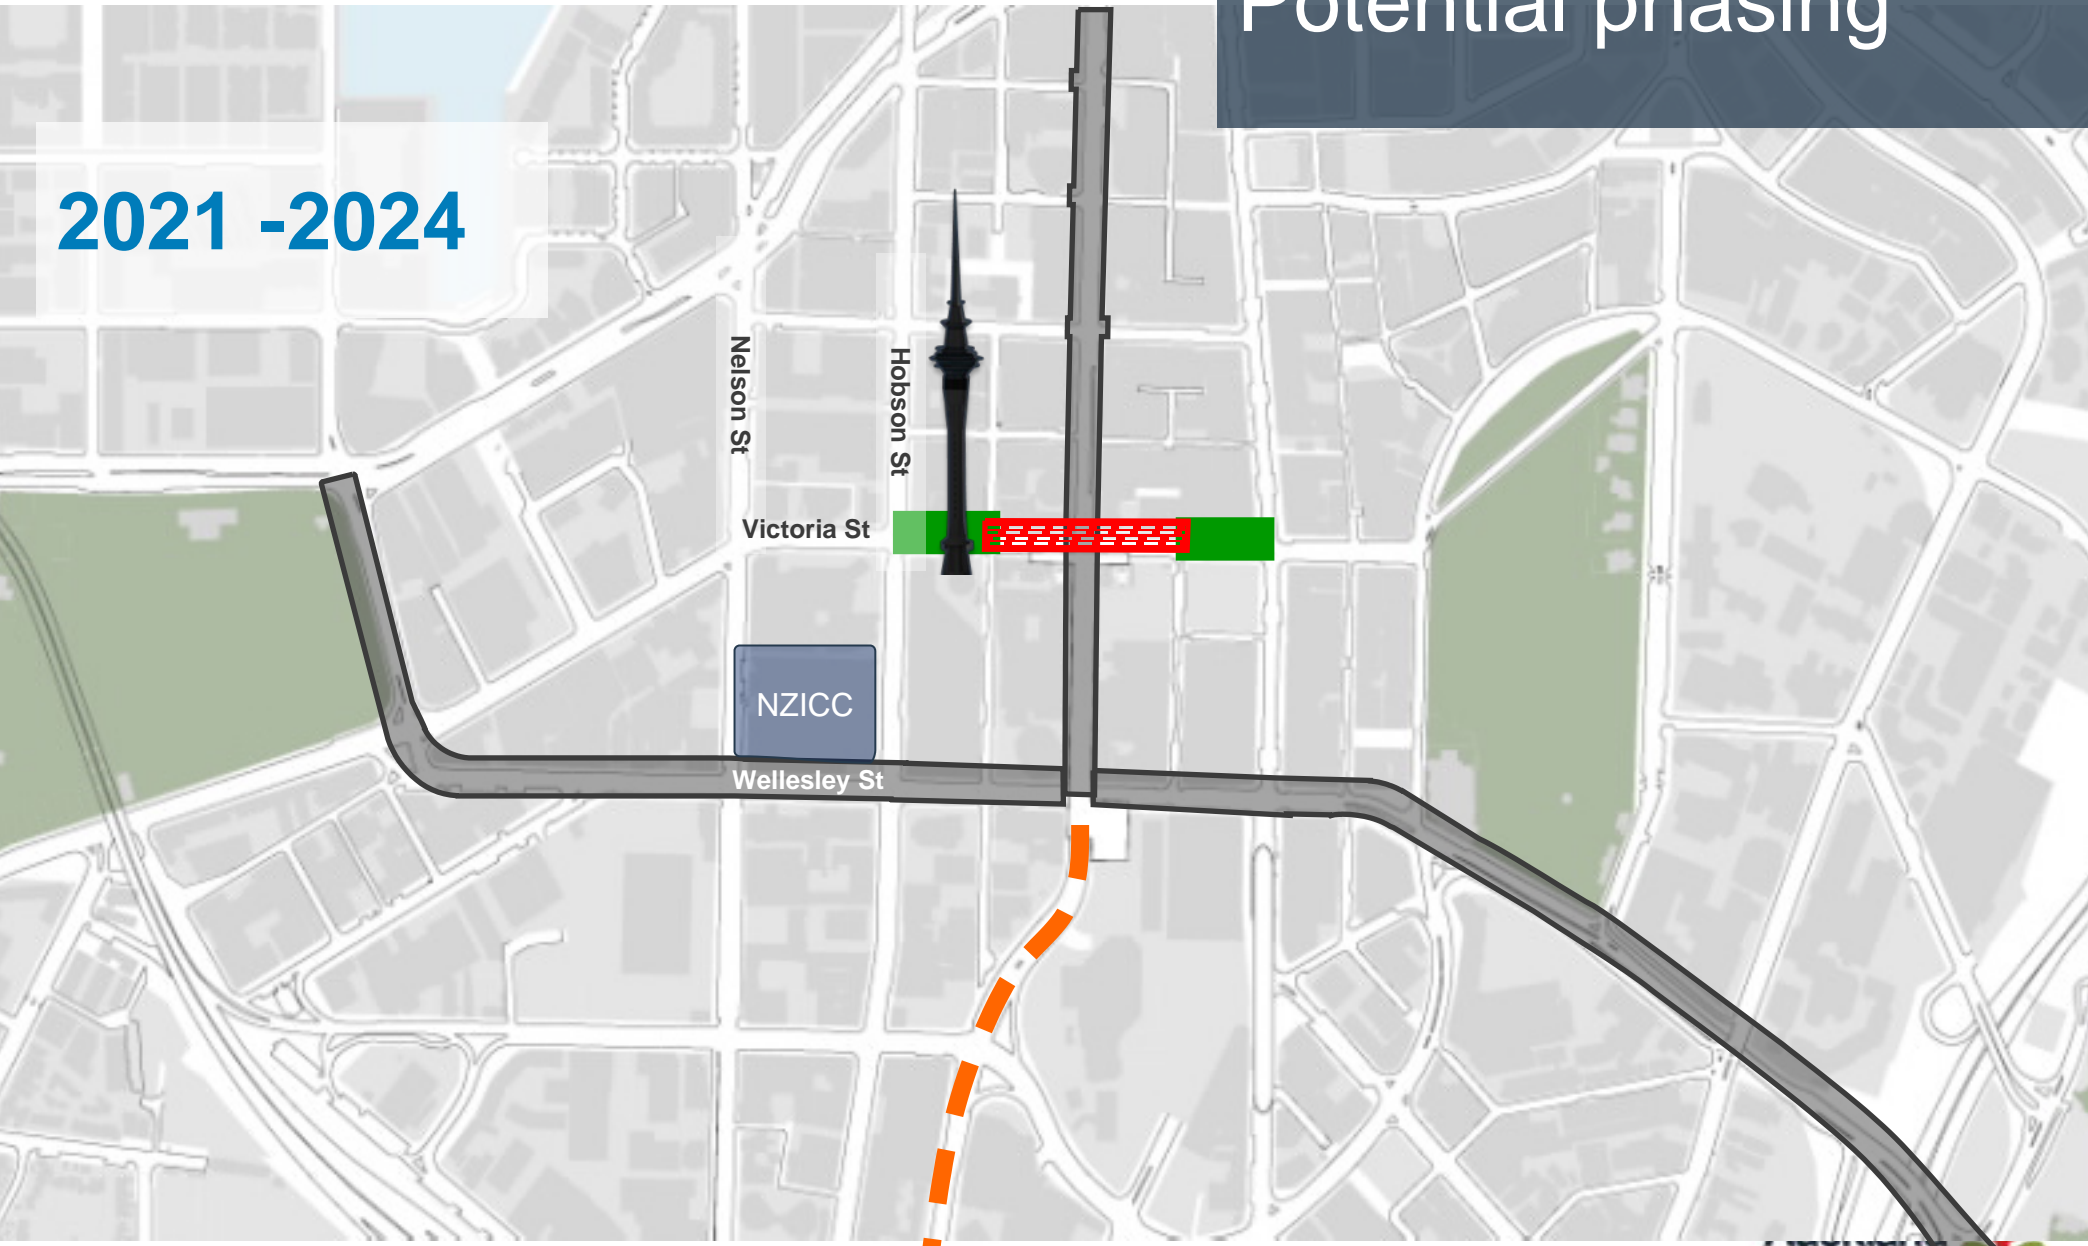 Potential phasing
2021 -2024
Nelson St
Hobson St
Victoria St
NZICC
Wellesley St